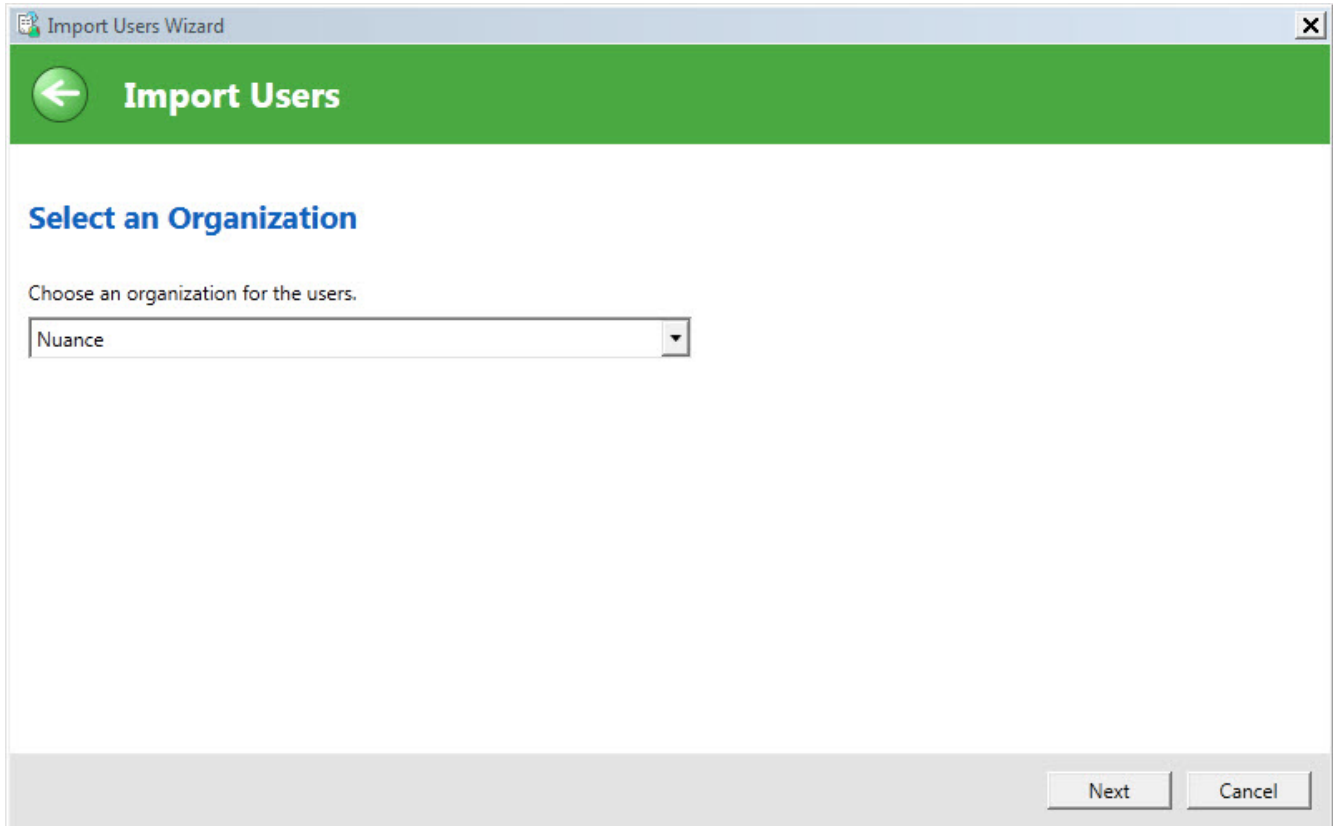 Import Users Wizard
Import Users
Select an Organization
Choose an organization for the users.
Nuance
Next Cancel